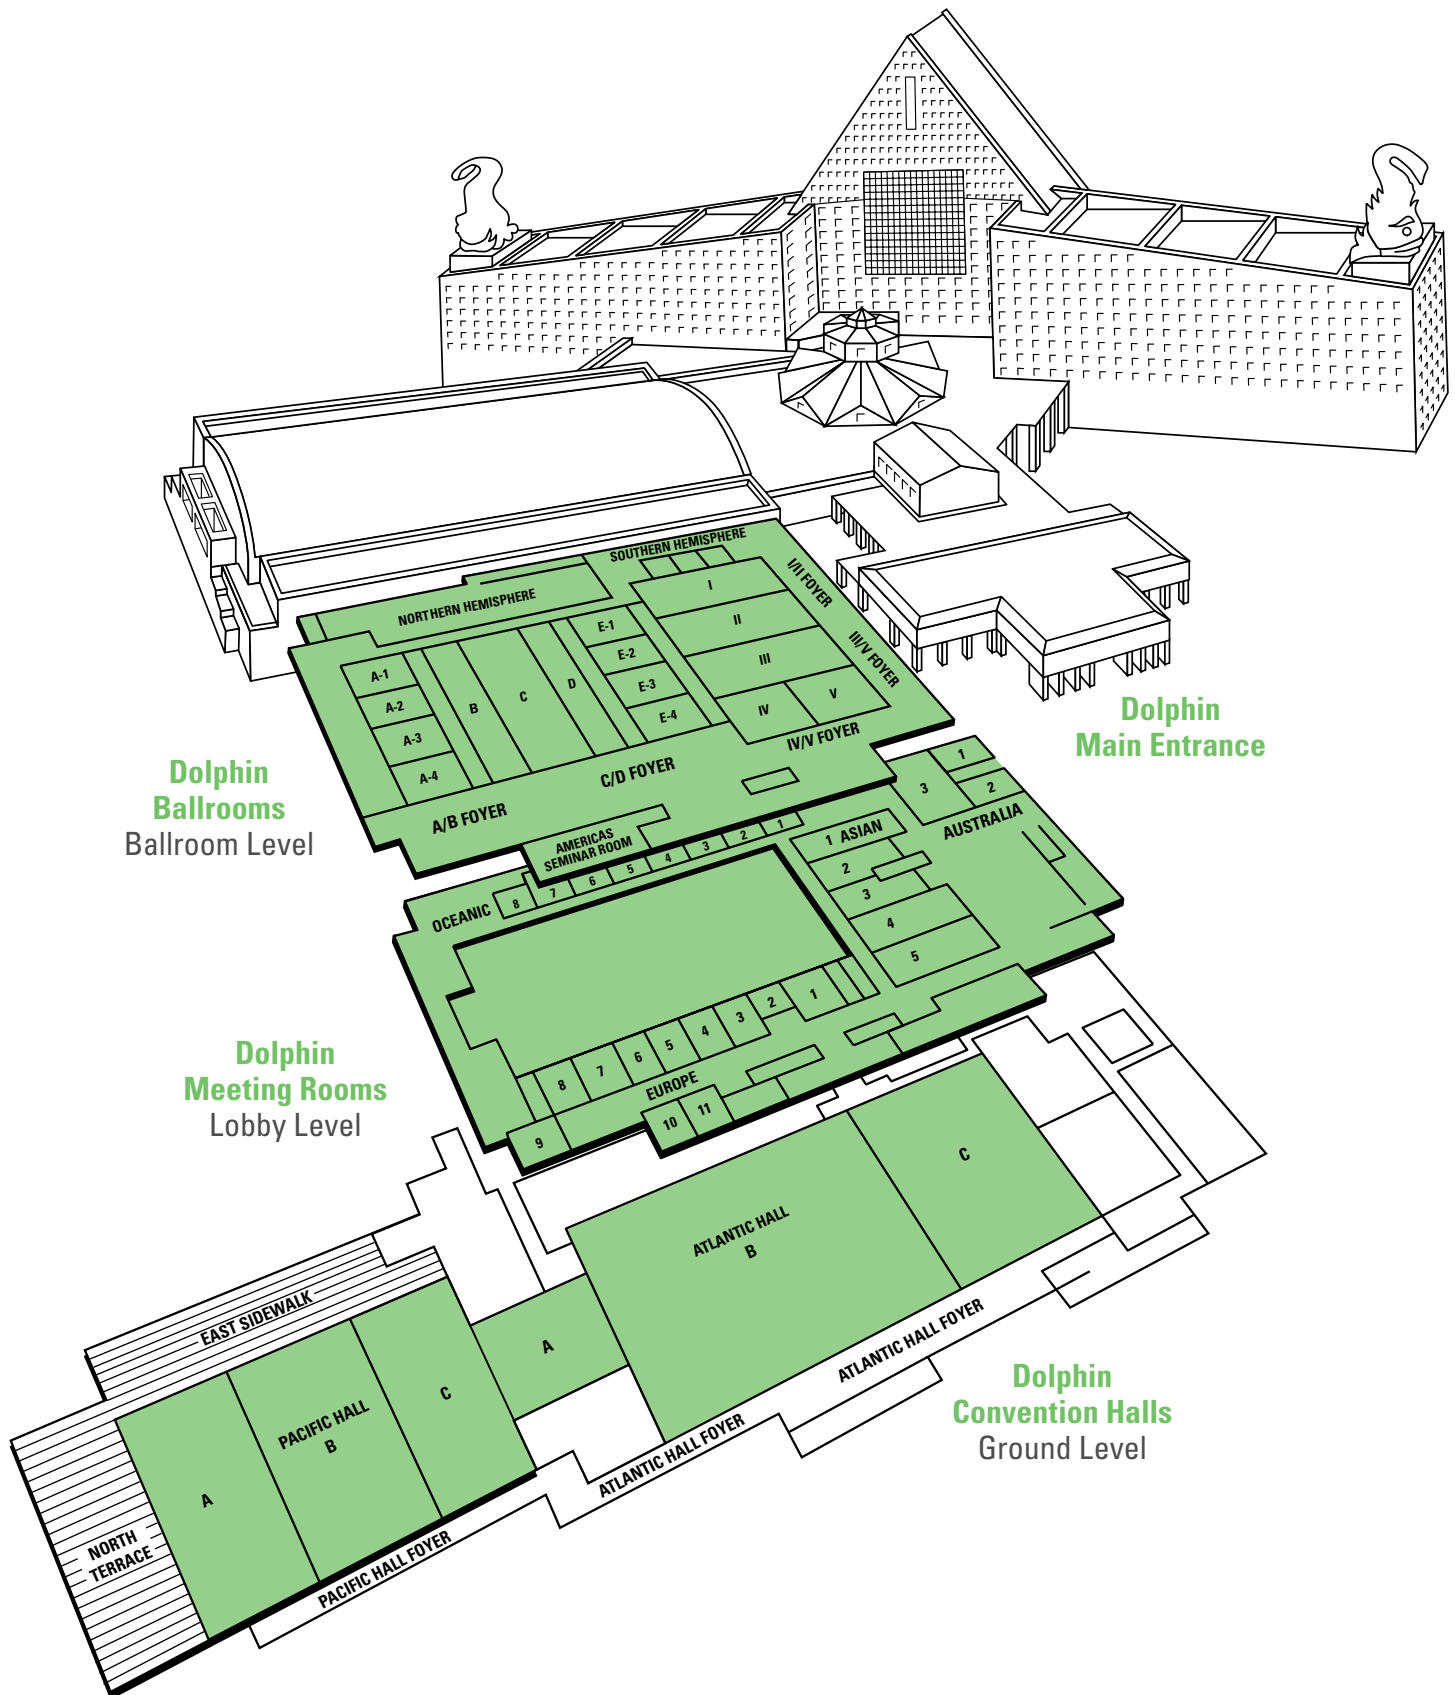 SOUTHERN HEMISPHERE
NORTHERN HEMISPHERE
I/II FOYER
III/V FOYER
IV/V FOYER
I
II
III
IV
V
E-1
E-2
E-3
E-4
A-1
A-2
A-3
A-4
B
C
D
C/D FOYER
A/B FOYER
AMERICAS
SEMINAR ROOM
Dolphin
Main Entrance
Dolphin
Ballrooms
Ballroom Level
1
2
3
AUSTRALIA
1 ASIAN
2
3
4
5
OCEANIC
8
7
6
5
4
3
2
1
8
7
6
5
4
3
2
1
EUROPE
9
10
11
Dolphin
Meeting Rooms
Lobby Level
C
ATLANTIC HALL
B
A
ATLANTIC HALL FOYER
ATLANTIC HALL FOYER
EAST SIDEWALK
C
PACIFIC HALL
B
A
NORTH
TERRACE
PACIFIC HALL FOYER
Dolphin
Convention Halls
Ground Level